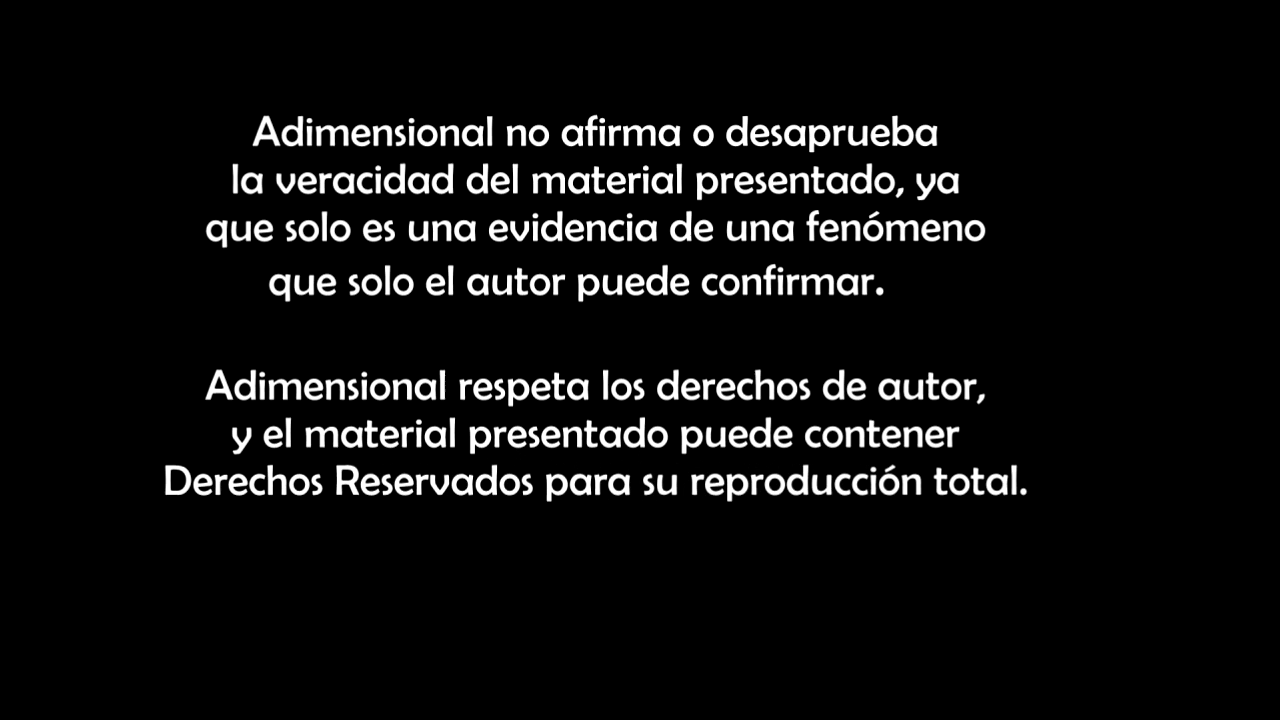 Adimensional no afirma o desaprueba
la veracidad del material presentado, ya
que solo es una evidencia de una fenómeno
que solo el autor puede confirmar.
Adimensional respeta los derechos de autor,
y el material presentado puede contener
Derechos Reservados para su reproducción total.